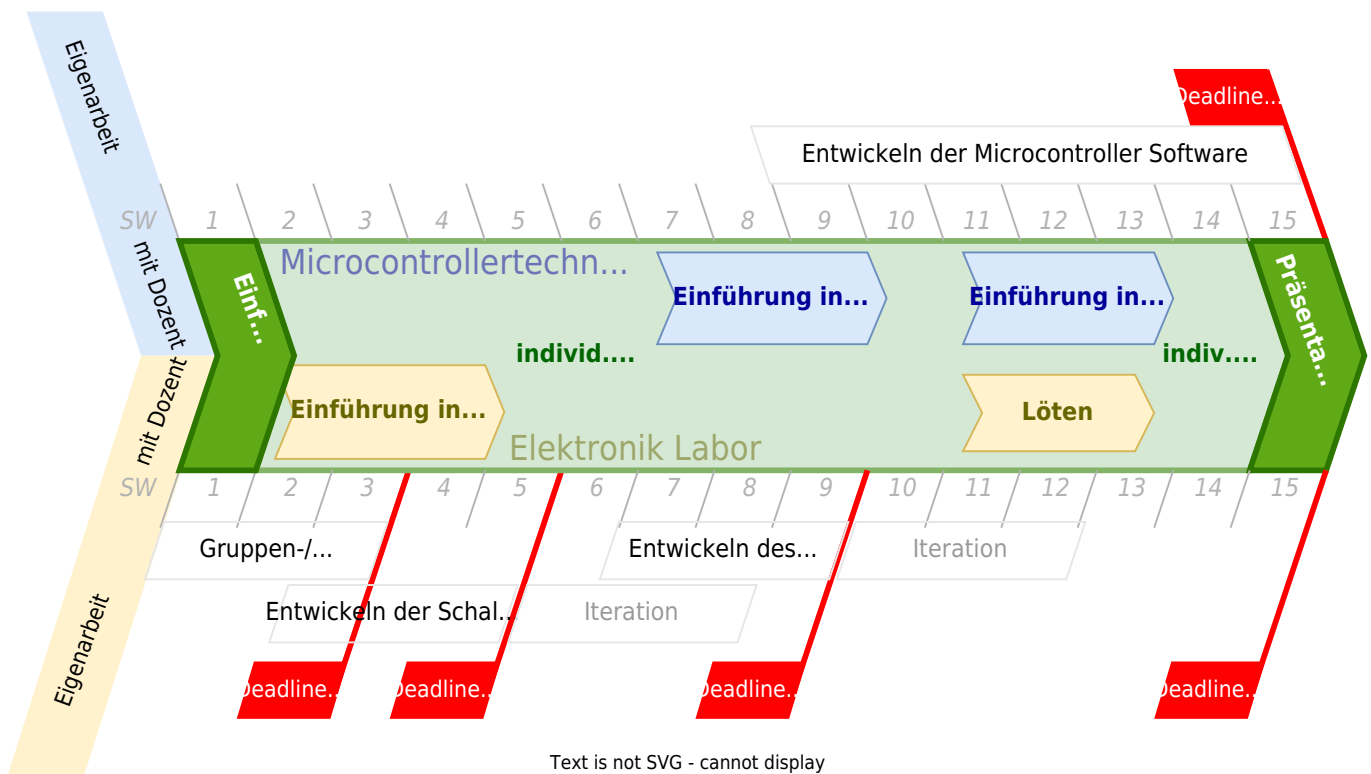 Eigenarbeit
Deadline...
Entwickeln der Microcontroller Software
SW 1 2 3 4 5 6 7 8 9 10 11 12 13 14 15
mit Dozent
Microcontrollertechn...
Einf...
Einführung in...
Einführung in...
Präsenta...
individ....
indiv....
mit Dozent
Einführung in...
Löten
Elektronik Labor
SW 1 2 3 4 5 6 7 8 9 10 11 12 13 14 15
Gruppen-/...
Entwickeln des...
Iteration
Eigenarbeit
Entwickeln der Schal...
Iteration
Deadline...
Deadline...
Deadline...
Deadline...
Text is not SVG - cannot display